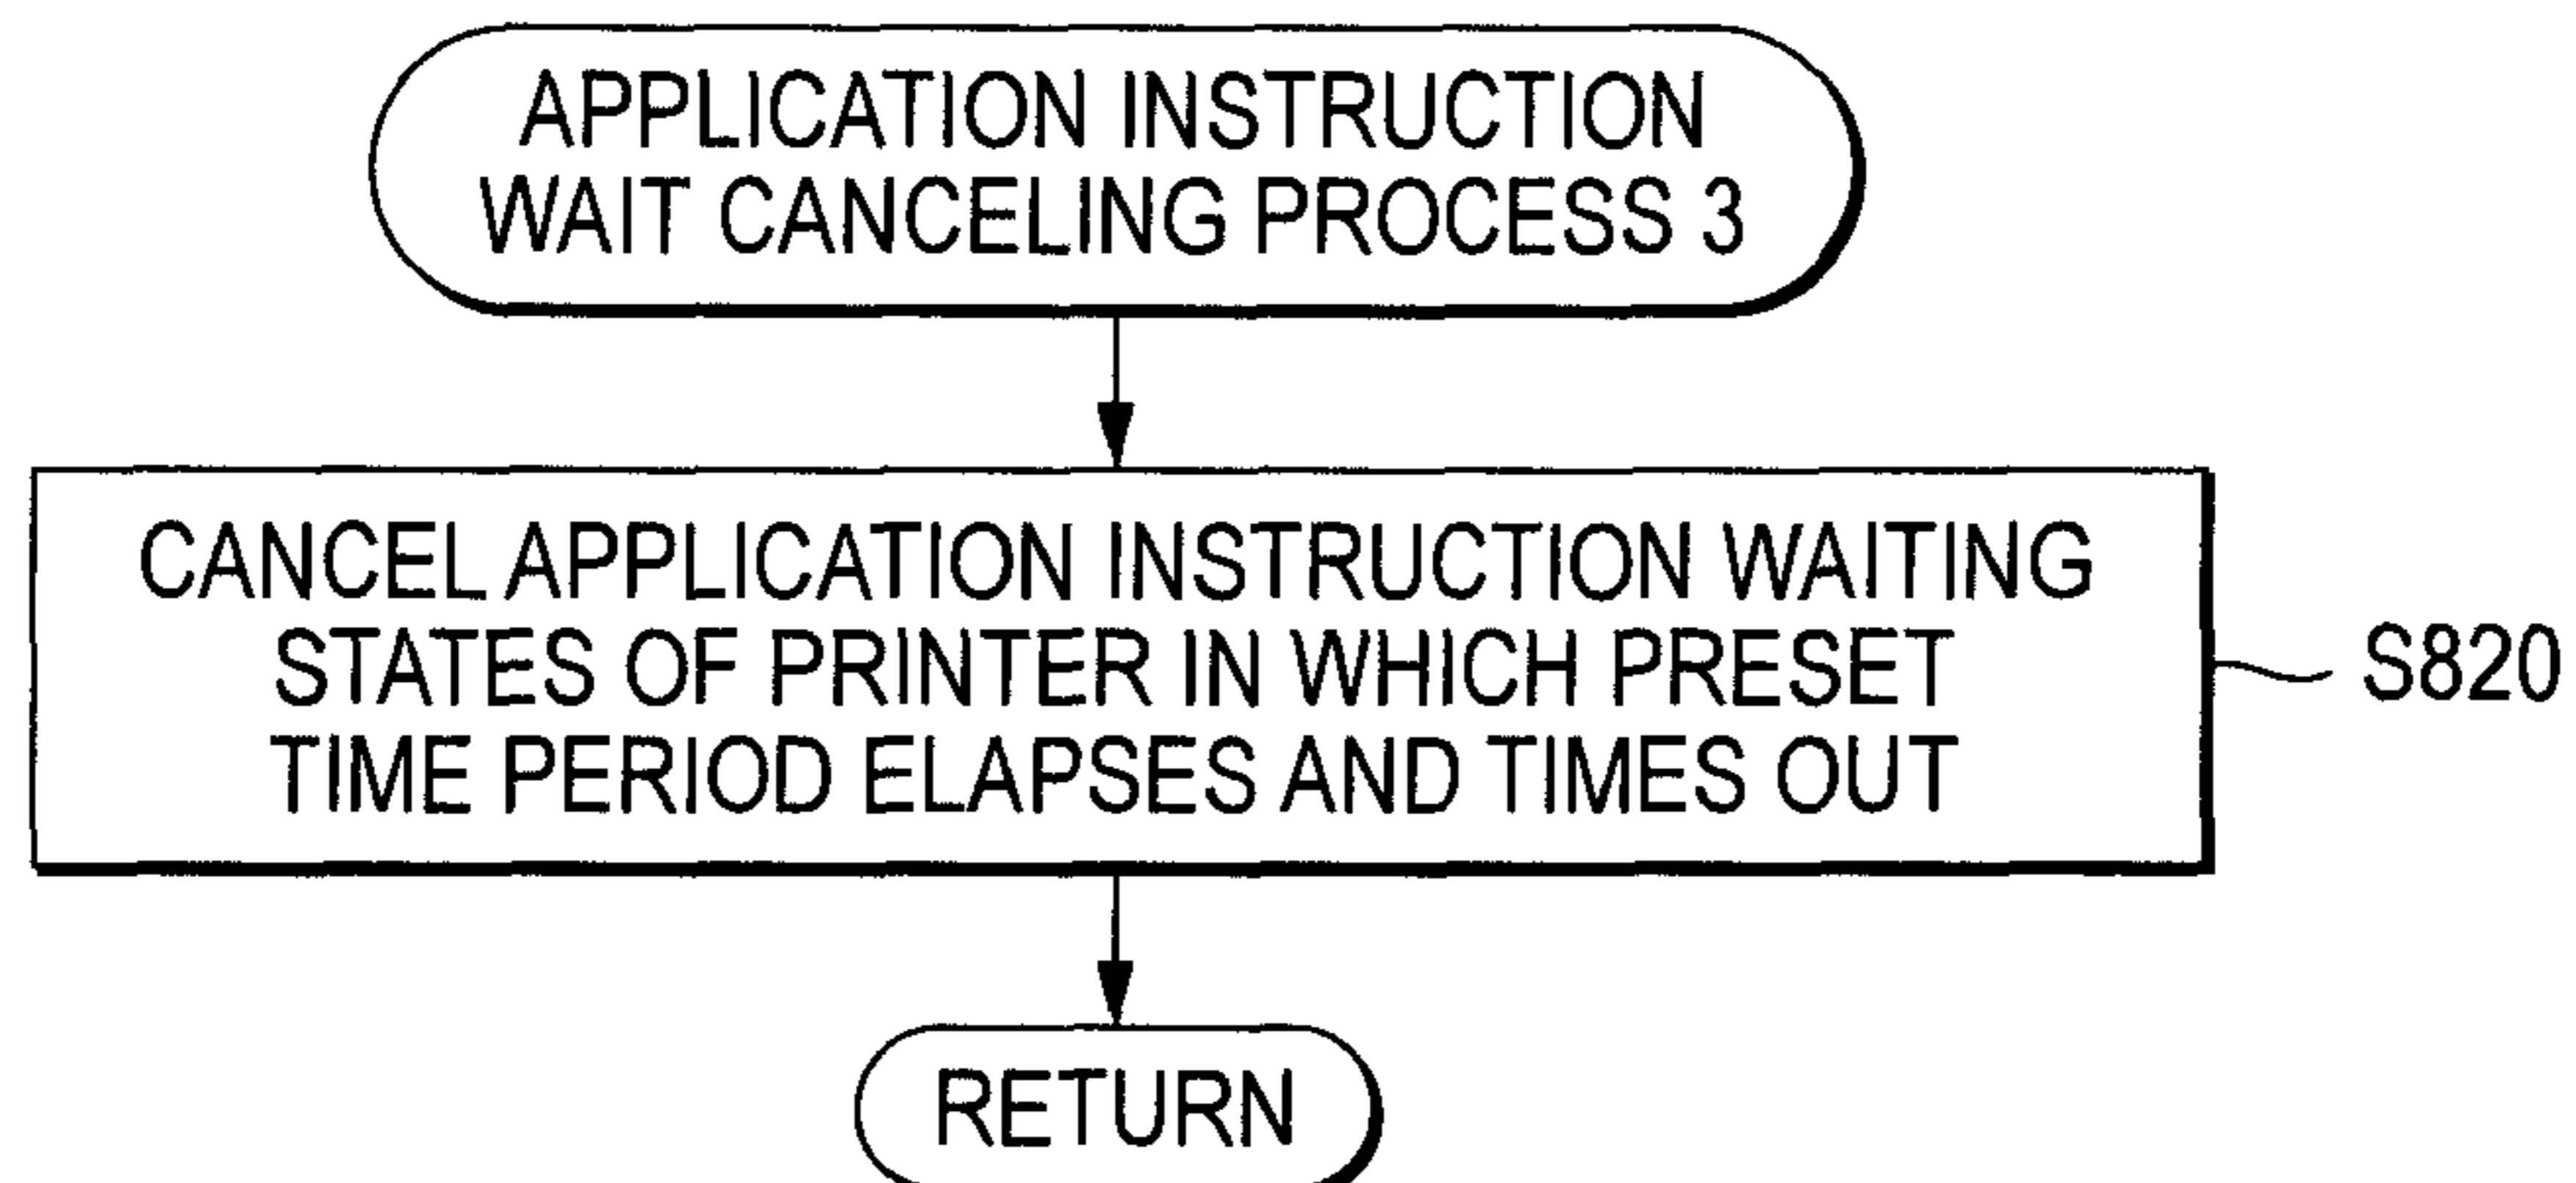 APPLICATION INSTRUCTION
WAIT CANCELING PROCESS 3
CANCEL APPLICATION INSTRUCTION WAITING
STATES OF PRINTER IN WHICH PRESET
TIME PERIOD ELAPSES AND TIMES OUT
S820
RETURN